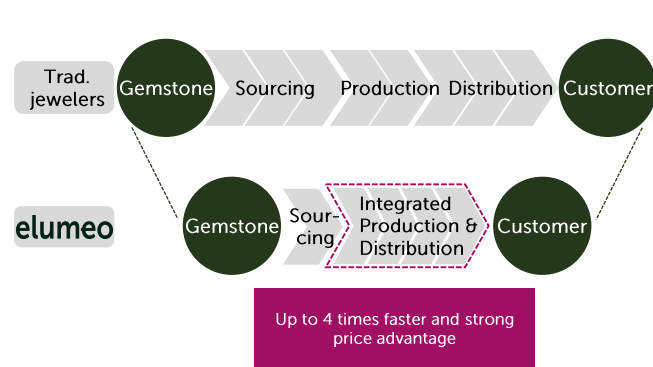 Trad.
jewelers
Gemstone
Sourcing
Production
Distribution
Customer
elumeo
Gemstone
Sour-
cing
Integrated
Production &
Distribution
Customer
Up to 4 times faster and strong
price advantage